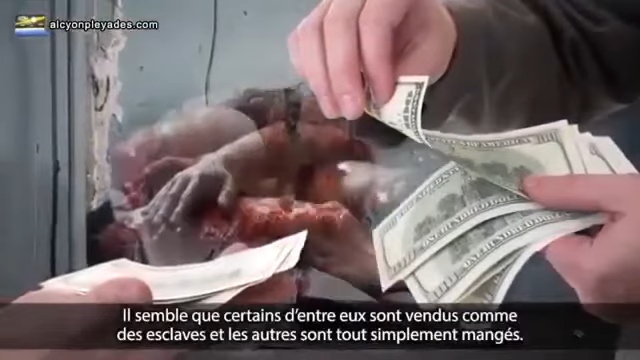 alcyonpleyades.com
Il semble que certains d'entre eux sont vendus comme
des esclaves et les autres sont tout simplement mangés.